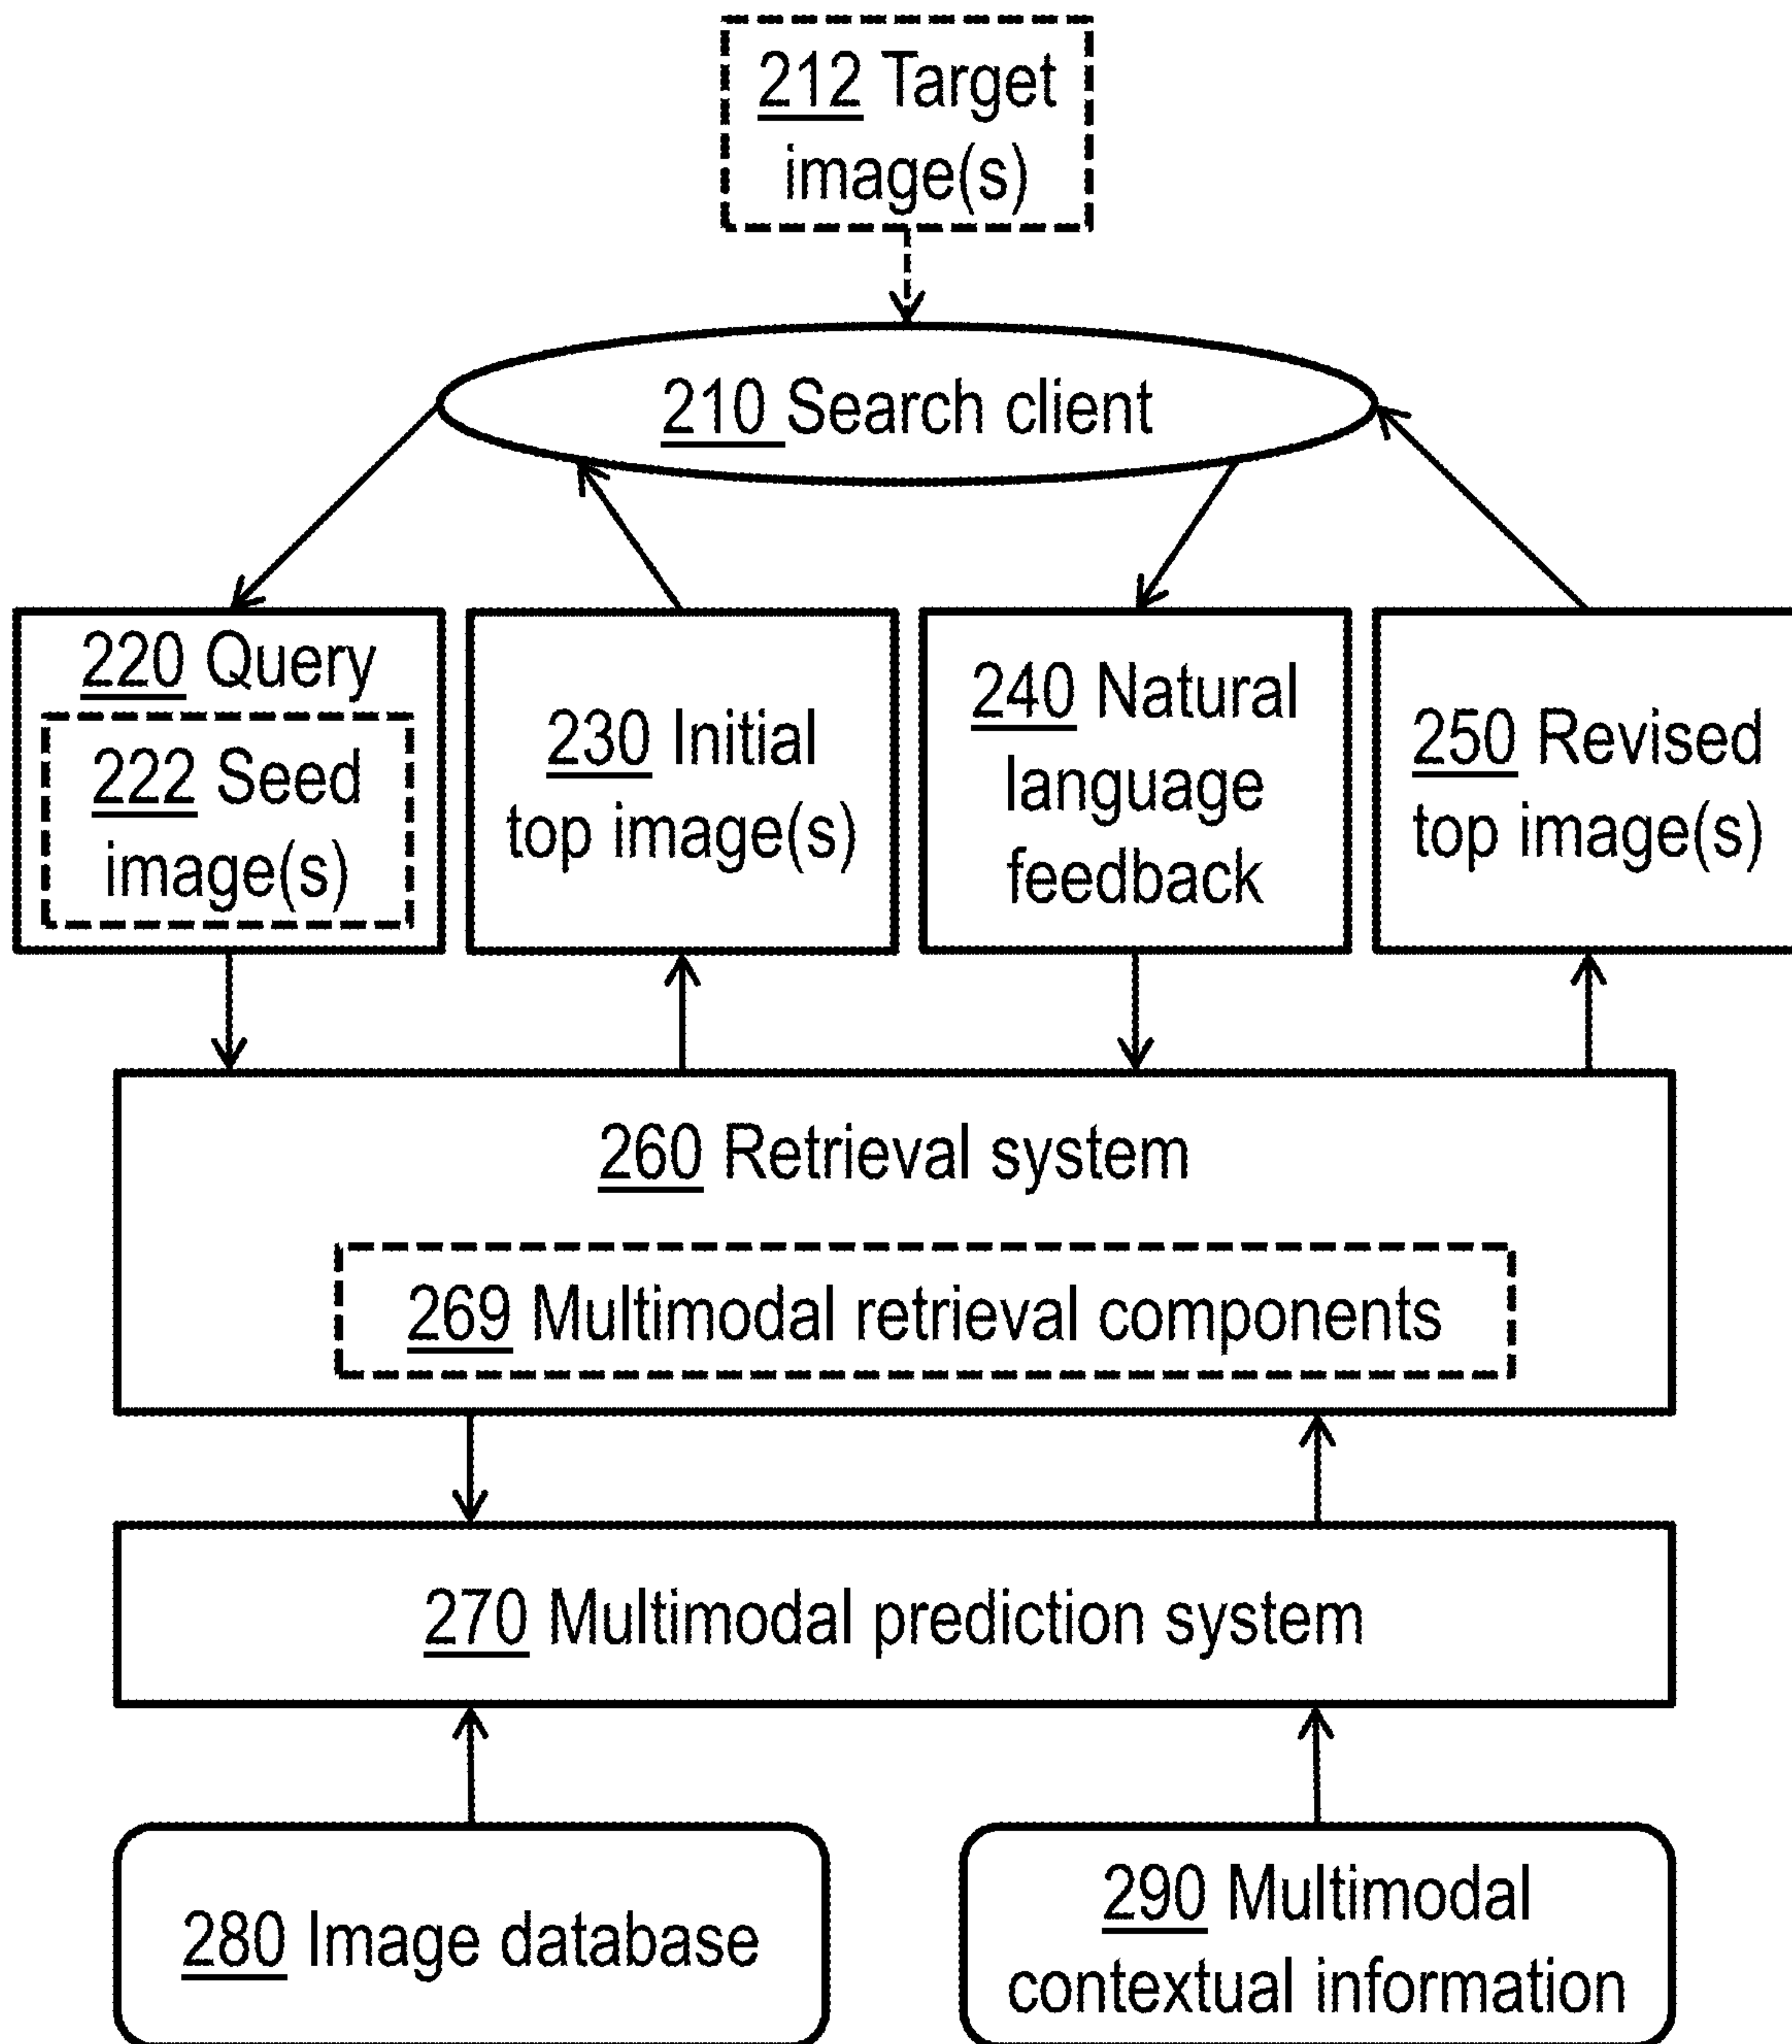 212 Target
image(s)
210 Search client
220 Query
222 Seed
image(s)
230 Initial
top image(s)
240 Natural
language
feedback
250 Revised
top image(s)
260 Retrieval system
269 Multimodal retrieval components
270 Multimodal prediction system
280 Image database
290 Multimodal
contextual information